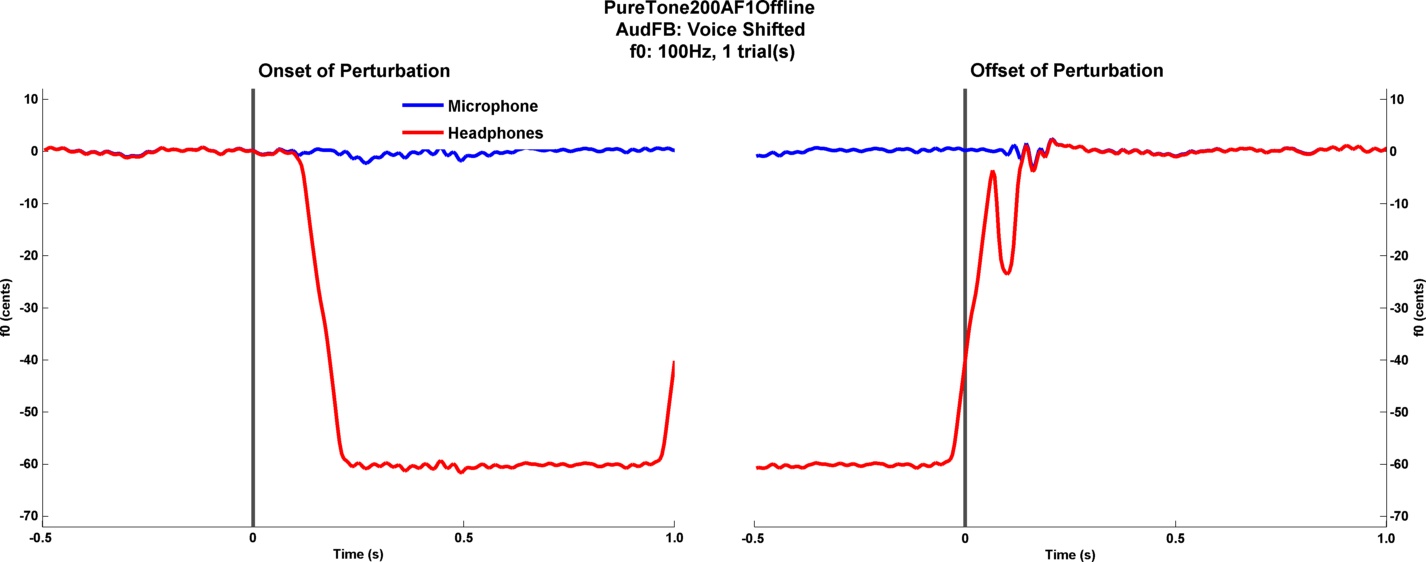 PureTone200AF1Offline
AudFB: Voice Shifted
f0: 100Hz, 1 trial(s)
Onset of Perturbation
Offset of Perturbation
Microphone
Headphones
10
0
-10
-20
-30
-40
-50
-60
-70
f0 (cents)
-0.5
0
0.5
1.0
Time (s)
-0.5
0
0.5
1.0
Time (s)
10
0
-10
-20
-30
-40
-50
-60
-70
f0 (cents)